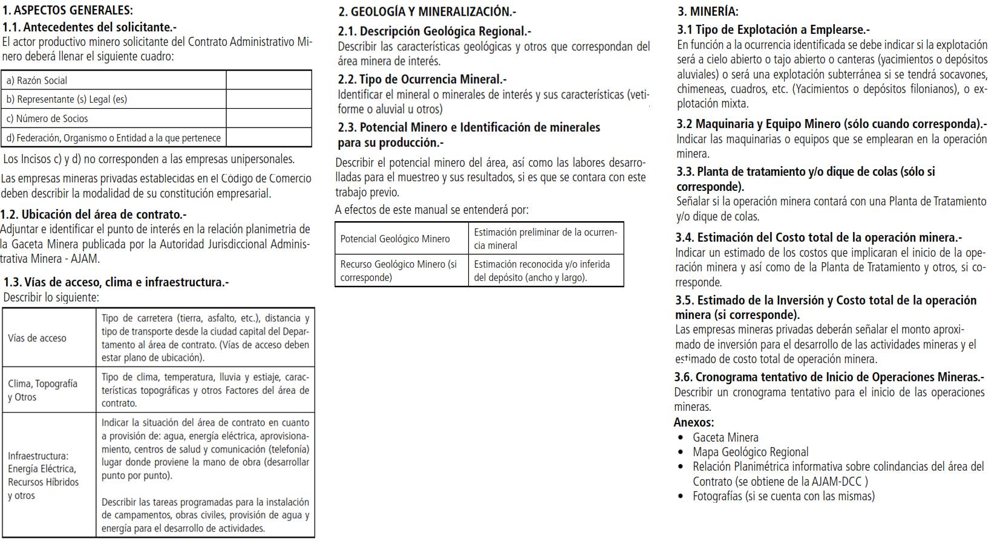 1. ASPECTOS GENERALES:
1.1. Antecedentes del solicitante.-
El actor productivo minero solicitante del Contrato Administrativo Mi-
nero deberá llenar el siguiente cuadro:
a) Razón Social
b) Representante (s) Legal (es)
c) Número de Socios
d) Federación, Organismo o Entidad a la que pertenece
Los Incisos c) y d) no corresponden a las empresas unipersonales.
Las empresas mineras privadas establecidas en el Código de Comercio
deben describir la modalidad de su constitución empresarial.
1.2. Ubicación del área de contrato.-
Adjuntar e identificar el punto de interés en la relación planimetria de
la Gaceta Minera publicada por la Autoridad Jurisdiccional Adminis-
trativa Minera - AJAM.
1.3. Vías de acceso, clima e infraestructura.-
Describir lo siguiente:
Vías de acceso
Tipo de carretera (tierra, asfalto, etc.), distancia y
tipo de transporte desde la ciudad capital del Depar-
tamento al área de contrato. (Vías de acceso deben
estar plano de ubicación).
Clima, Topografía
y Otros
Tipo de clima, temperatura, lluvia y estiaje, carac-
terísticas topográficas y otros Factores del área de
contrato.
Infraestructura:
Energía Eléctrica,
Recursos Híbridos
y otros
Indicar la situación del área de contrato en cuanto
a provisión de: agua, energía eléctrica, aprovisiona-
miento, centros de salud y comunicación (telefonía)
lugar donde proviene la mano de obra (desarrollar
punto por punto).
Describir las tareas programadas para la instalación
de campamentos, obras civiles, provisión de agua y
energía para el desarrollo de actividades.
2. GEOLOGÍA Y MINERALIZACIÓN.-
2.1. Descripción Geológica Regional.-
Describir las características geológicas y otros que correspondan del
área minera de interés.
2.2. Tipo de Ocurrencia Mineral.-
Identificar el mineral o minerales de interés y sus características (veti-
forme o aluvial u otros)
2.3. Potencial Minero e Identificación de minerales
para su producción.-
Describir el potencial minero del área, así como las labores desarro-
lladas para el muestreo y sus resultados, si es que se contara con este
trabajo previo.
A efectos de este manual se entenderá por:
Potencial Geológico Minero
Estimación preliminar de la ocurren-
cia mineral
Recurso Geológico Minero (si
corresponde)
Estimación reconocida y/o inferida
del depósito (ancho y largo).
3. MINERÍA:
3.1 Tipo de Explotación a Emplearse.-
En función a la ocurrencia identificada se debe indicar si la explotación
será a cielo abierto o tajo abierto o canteras (yacimientos o depósitos
aluviales) o será una explotación subterránea si se tendrá socavones,
chimeneas, cuadros, etc. (Yacimientos o depósitos filonianos), o ex-
plotación mixta.
3.2 Maquinaria y Equipo Minero (sólo cuando corresponda).-
Indicar las maquinarias o equipos que se emplearan en la operación
minera.
3.3. Planta de tratamiento y/o dique de colas (sólo si
corresponde).
Señalar si la operación minera contará con una Planta de Tratamiento
y/o dique de colas.
3.4. Estimación del Costo total de la operación minera.-
Indicar un estimado de los costos que implicaran el inicio de la ope-
ración minera y así como de la Planta de Tratamiento y otros, si co-
rresponde.
3.5. Estimado de la Inversión y Costo total de la operación
minera (si corresponde).
Las empresas mineras privadas deberán señalar el monto aproxi-
mado de inversión para el desarrollo de las actividades mineras y el
estimado de costo total de operación minera.
3.6. Cronograma tentativo de Inicio de Operaciones Mineras.-
Describir un cronograma tentativo para el inicio de las operaciones
mineras.
Anexos:
• Gaceta Minera
• Mapa Geológico Regional
• Relación Planimétrica informativa sobre colindancias del área del
Contrato (se obtiene de la AJAM-DCC )
• Fotografías (si se cuenta con las mismas)